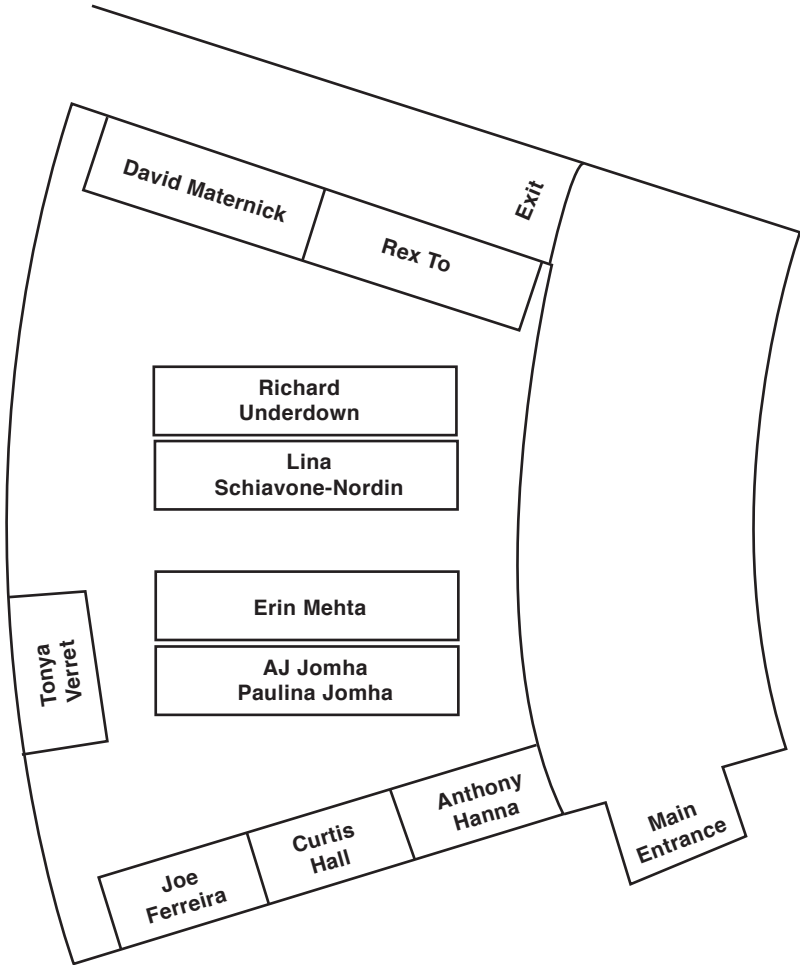 Exit
David Maternick
Rex To
Richard
Underdown
Lina
Schiavone-Nordin
Erin Mehta
AJ Jomha
Paulina Jomha
Tonya
Verret
Anthony
Hanna
Curtis
Hall
Joe
Ferreira
Main
Entrance